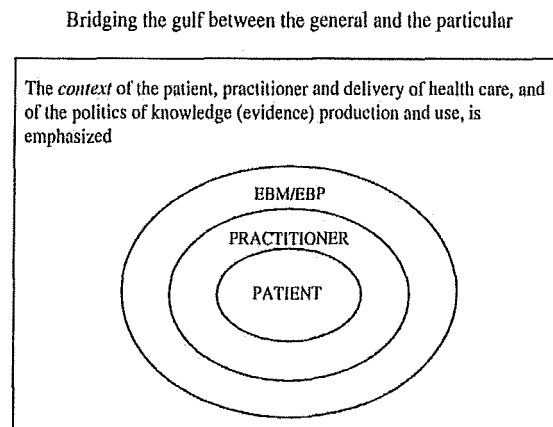 Bridging the gulf between the general and the particular
The context of the patient, practitioner and delivery of health care, and
of the politics of knowledge (evidence) production and use, is
emphasized
EBM/EBP
PRACTITIONER
PATIENT